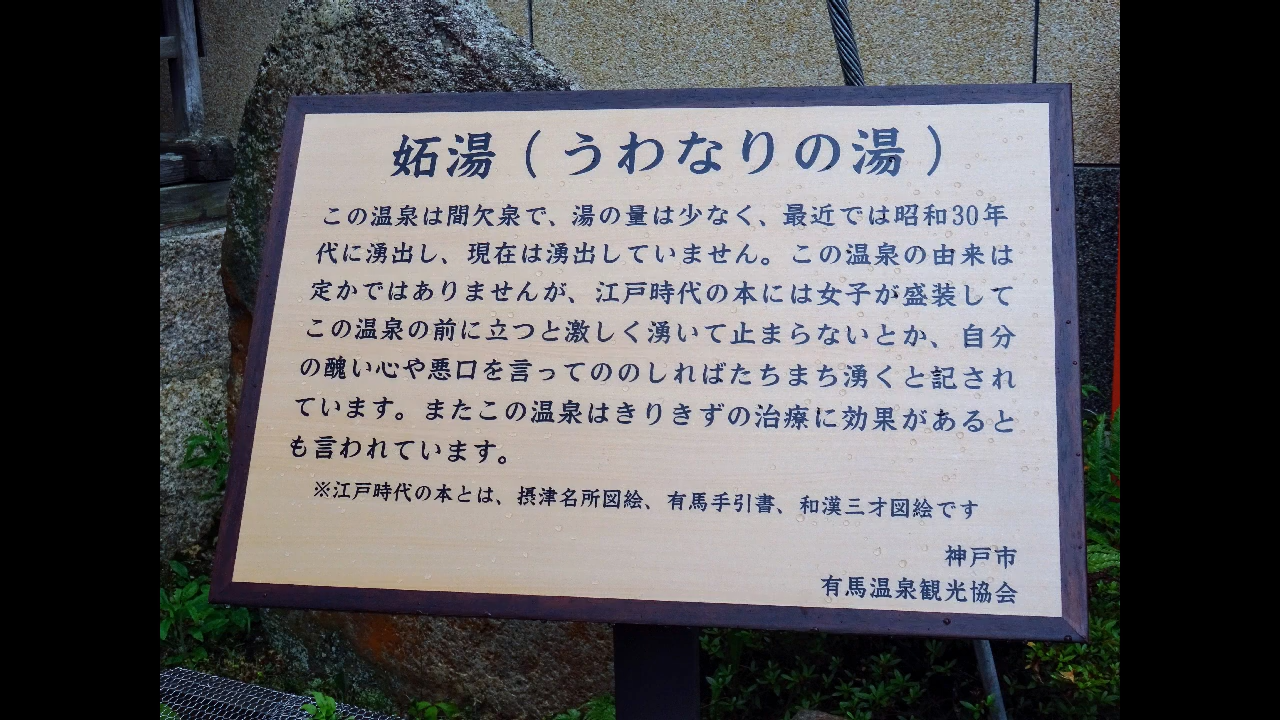 妬湯(うわなりの湯)
この温泉は間欠泉で、湯の量は少なく、最近では昭和30年
代に湧出し、現在は湧出していません。この温泉の由来は
定かではありませんが、江戸時代の本には女子が盛装して
この温泉の前に立つと激しく湧いて止まらないとか、自分
の醜い心や悪口を言ってののしればたちまち湧くと記され
ています。またこの温泉はきりきずの治療に効果があると
も言われています。
※江戸時代の本とは、摂津名所図絵、有馬手引書、和漢三才図絵です
神戸市
有馬温泉観光協会